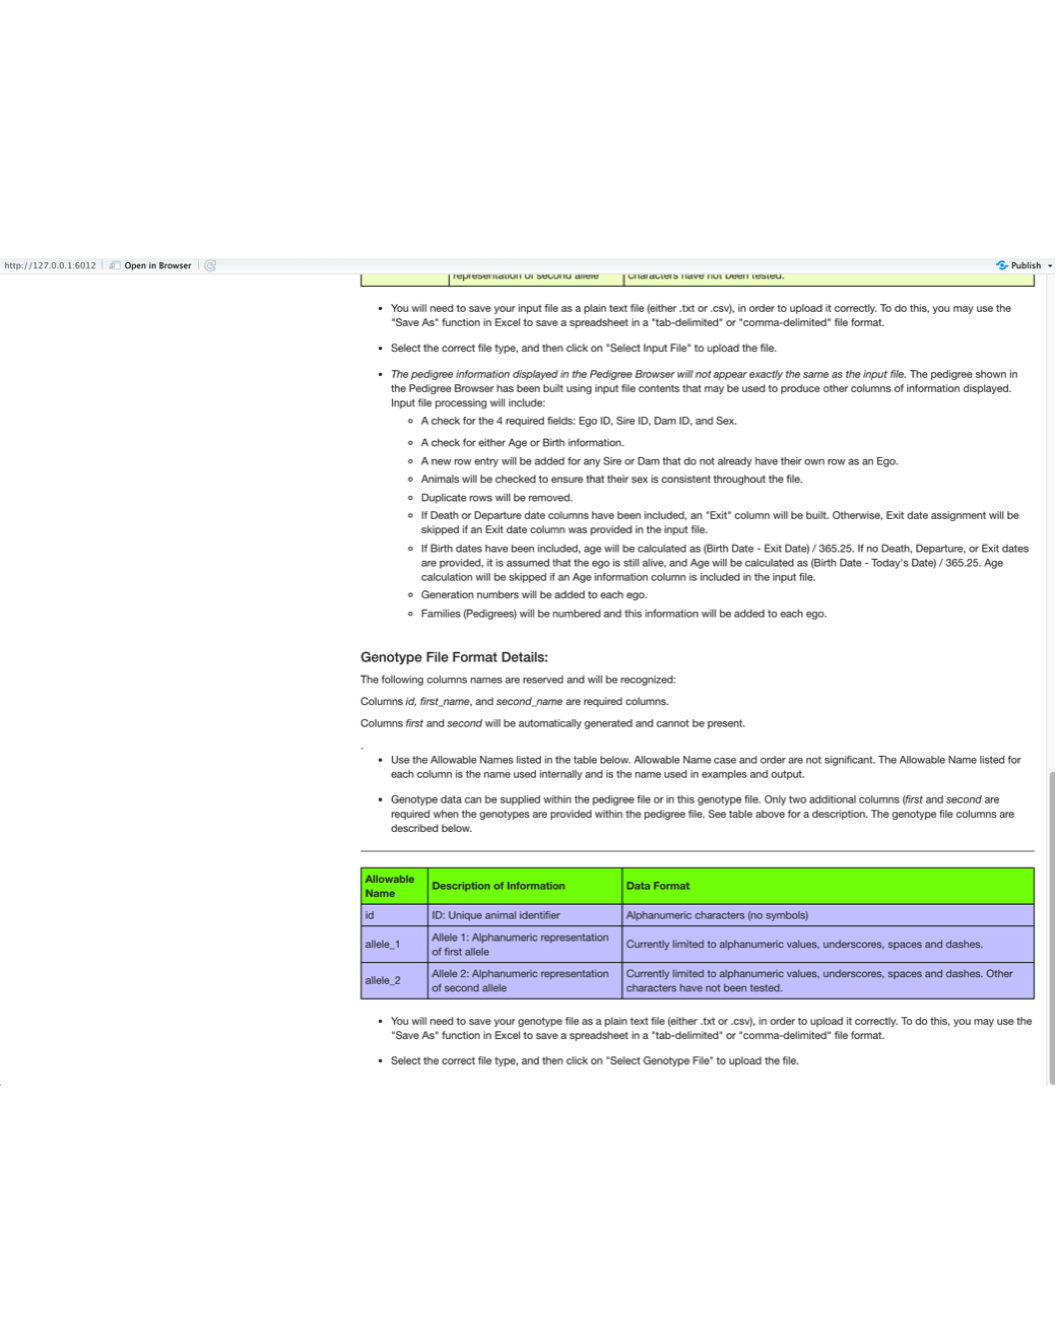 http://127.0.0.1:6012 Open in Browser Publish
representation of second allele characters have not been tested.
• You will need to save your input file as a plain text file (either .txt or .csv), in order to upload it correctly. To do this, you may use the
"Save As" function in Excel to save a spreadsheet in a "tab-delimited" or "comma-delimited" file format.
• Select the correct file type, and then click on "Select Input File" to upload the file.
• The pedigree information displayed in the Pedigree Browser will not appear exactly the same as the input file. The pedigree shown in
the Pedigree Browser has been built using input file contents that may be used to produce other columns of information displayed.
Input file processing will include:
A check for the 4 required fields: Ego ID, Sire ID, Dam ID, and Sex.
A check for either Age or Birth information.
A new row entry will be added for any Sire or Dam that do not already have their own row as an Ego.
Animals will be checked to ensure that their sex is consistent throughout the file.
Duplicate rows will be removed.
If Death or Departure date columns have been included, an "Exit" column will be built. Otherwise, Exit date assignment will be
skipped if an Exit date column was provided in the input file.
If Birth dates have been included, age will be calculated as (Birth Date - Exit Date) / 365.25. If no Death, Departure, or Exit dates
are provided, it is assumed that the ego is still alive, and Age will be calculated as (Birth Date - Today's Date) / 365.25. Age
calculation will be skipped if an Age information column is included in the input file.
Generation numbers will be added to each ego.
Families (Pedigrees) will be numbered and this information will be added to each ego.
Genotype File Format Details:
The following columns names are reserved and will be recognized:
Columns id, first_name, and second_name are required columns.
Columns first and second will be automatically generated and cannot be present.
.
• Use the Allowable Names listed in the table below. Allowable Name case and order are not significant. The Allowable Name listed for
each column is the name used internally and is the name used in examples and output.
• Genotype data can be supplied within the pedigree file or in this genotype file. Only two additional columns (first and second are
required when the genotypes are provided within the pedigree file. See table above for a description. The genotype file columns are
described below.
Allowable
Name
Description of Information
Data Format
id
ID: Unique animal identifier
Alphanumeric characters (no symbols)
allele_1
Allele 1: Alphanumeric representation
of first allele
Currently limited to alphanumeric values, underscores, spaces and dashes.
allele_2
Allele 2: Alphanumeric representation
of second allele
Currently limited to alphanumeric values, underscores, spaces and dashes. Other
characters have not been tested.
• You will need to save your genotype file as a plain text file (either .txt or .csv), in order to upload it correctly. To do this, you may use the
"Save As" function in Excel to save a spreadsheet in a "tab-delimited" or "comma-delimited" file format.
• Select the correct file type, and then click on "Select Genotype File" to upload the file.